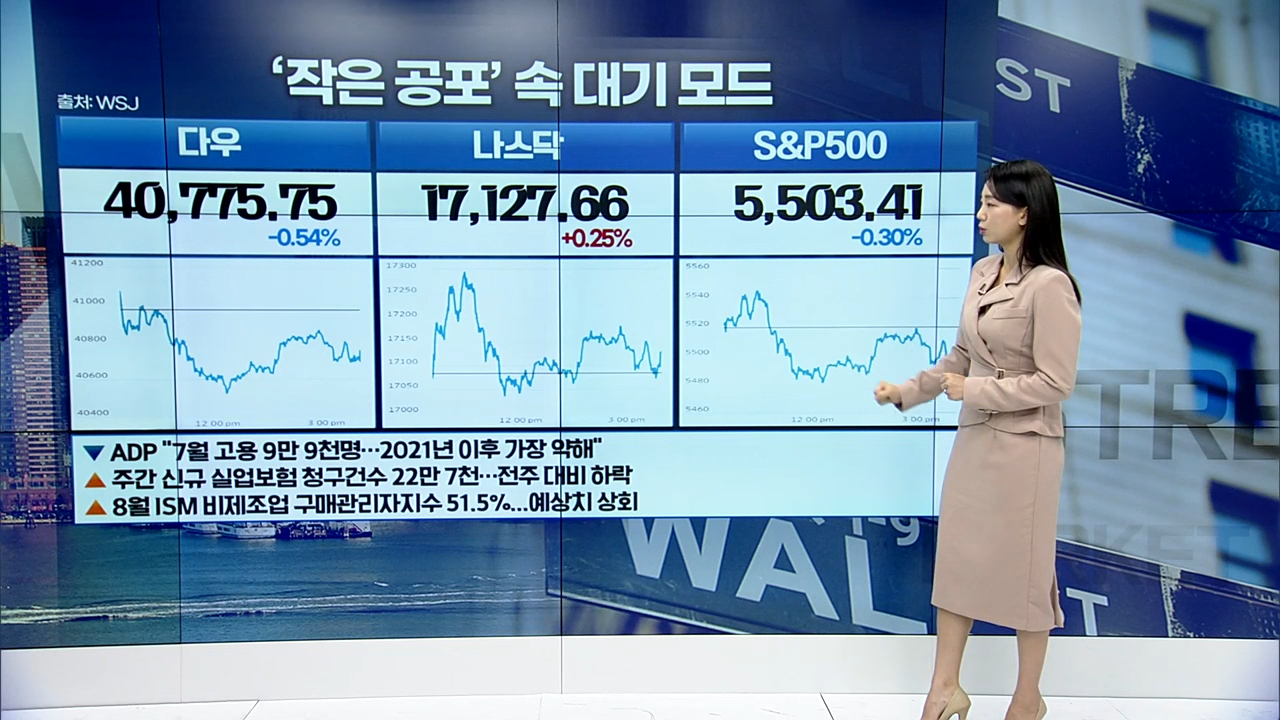 ‘작은 공포’ 속 대기 모드
출처: WSJ
다우 나스닥 S&P500
40,775.75 17,127.66 5,503.41
-0.54% +0.25% -0.30%
41200 17300 5560
41000 17250 5540
40800 17200 5520
40600 17150 5500
40400 17100 5480
17050 5460
17000
12:00 pm 3:00 pm 12:00 pm 3:00 pm 12:00 pm 3:00 pm
▼ ADP "7월 고용 9만 9천명…2021년 이후 가장 약해"
▲ 주간 신규 실업보험 청구건수 22만 7천…전주 대비 하락
▲ 8월 ISM 비제조업 구매관리자지수 51.5%...예상치 상회
ST
TRE
1-9
WALL
ST